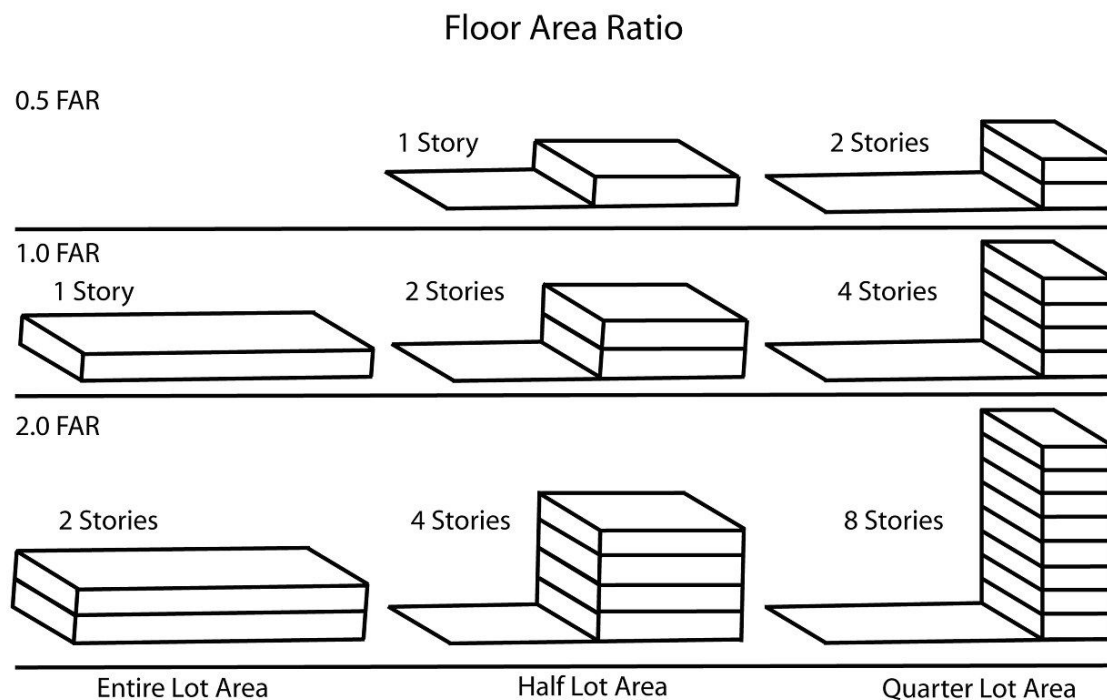 Floor Area Ratio
0.5 FAR
1 Story
2 Stories
1.0 FAR
1 Story
2 Stories
4 Stories
2.0 FAR
2 Stories
4 Stories
8 Stories
Entire Lot Area
Half Lot Area
Quarter Lot Area